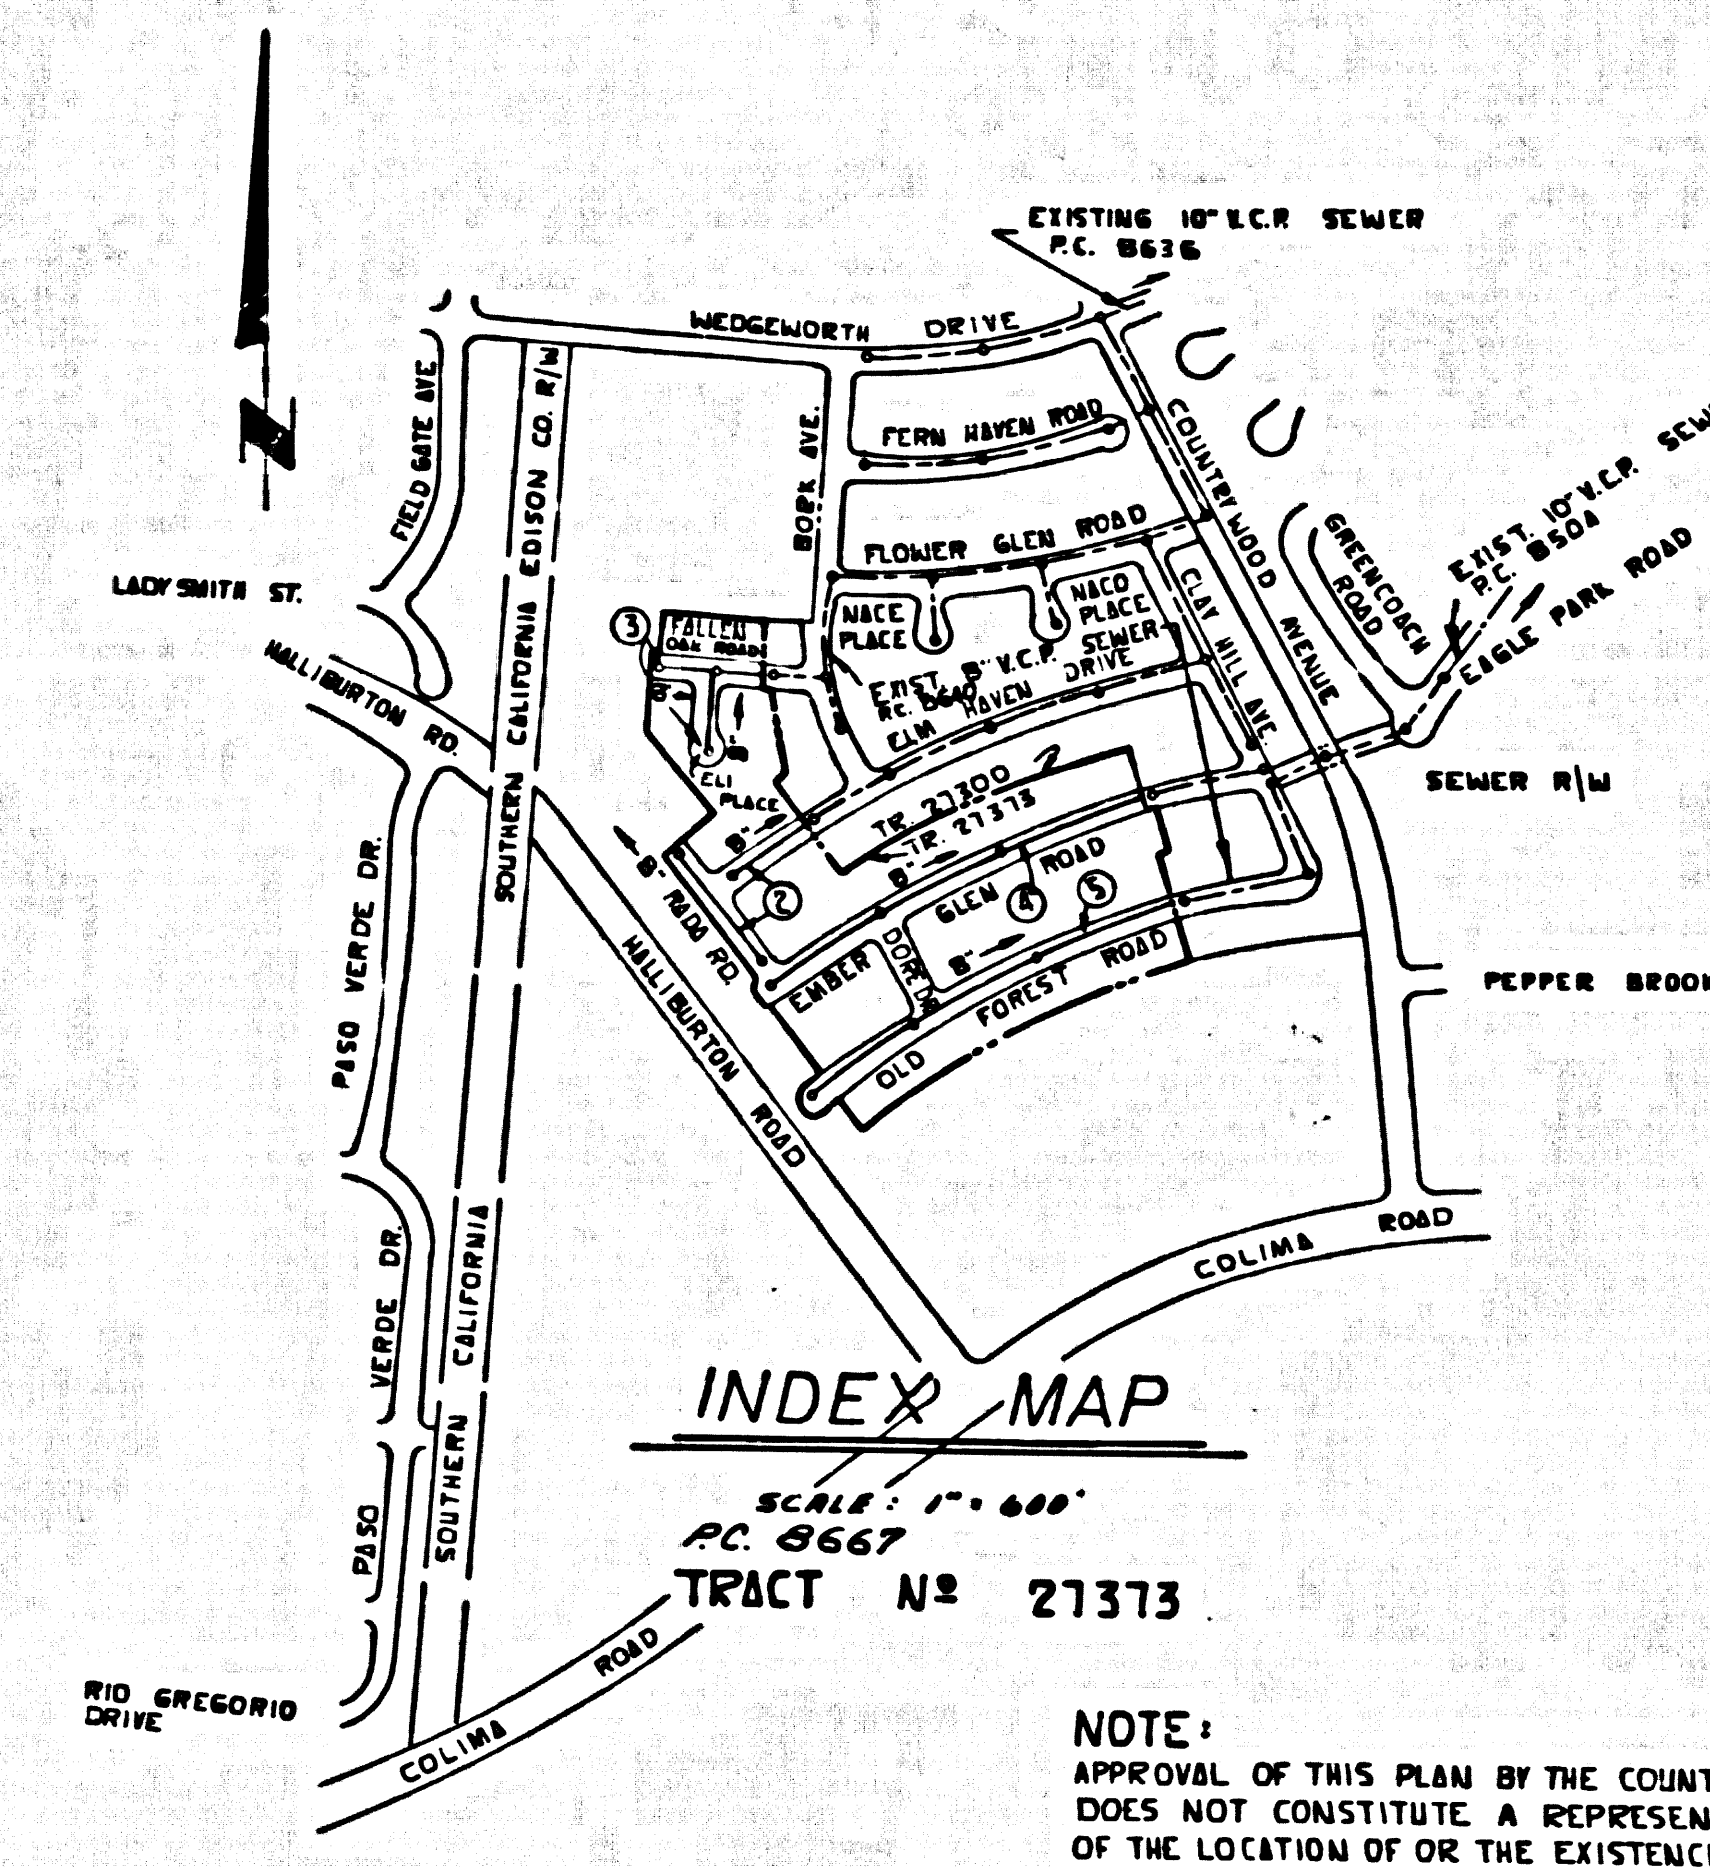 EXISTING 10" V.C.P. SEWER
P.C. 8636
WEDGEWORTH DRIVE
FIELD GATE AVE
SOUTHERN CALIFORNIA EDISON CO. R/W
BORK AVE.
FERN HAVEN ROAD
COUNTRYWOOD AVENUE
FLOWER GLEN ROAD
GREENCOACH
ROAD
EXIST. 10" V.C.P. SEW
P.C. 8504
EAGLE PARK ROAD
LADYSMITH ST.
HALLIBURTON RD.
3
FALLEN
OAK ROAD
NACE
PLACE
NACO
PLACE
SEWER
CLAY HILL AVE.
EXIST. 8" V.C.P.
P.C. 8640
ELM HAVEN DRIVE
8"
8"
ELI
PLACE
SEWER R/W
TR. 27300
TR. 27373
8"
8"
8"
RADA RD.
2
GLEN ROAD
4
5
8"
EMBER
DORE DR.
OLD FOREST ROAD
PASO VERDE DR.
HALLIBURTON ROAD
PEPPER BROOK
COLIMA ROAD
PASO VERDE DR.
SOUTHERN CALIFORNIA
INDEX MAP
SCALE: 1" = 600'
P.C. 8667
TRACT Nº 27373
RIO GREGORIO
DRIVE
COLIMA ROAD
NOTE:
APPROVAL OF THIS PLAN BY THE COUNT
DOES NOT CONSTITUTE A REPRESEN
OF THE LOCATION OF OR THE EXISTENC